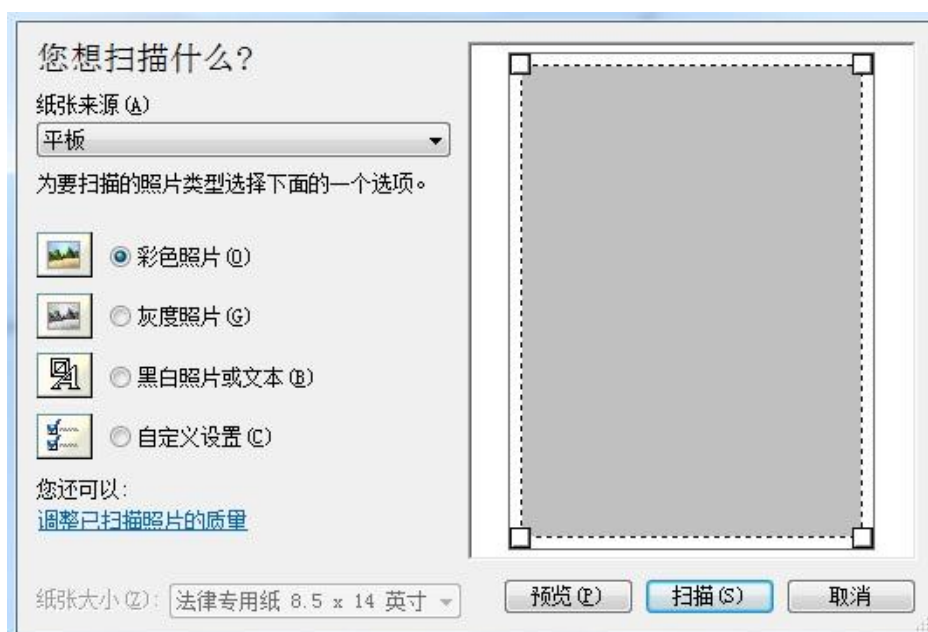 您想扫描什么?
纸张来源(A)
平板
为要扫描的照片类型选择下面的一个选项。
彩色照片(O)
灰度照片(G)
黑白照片或文本(B)
自定义设置(C)
您还可以:
调整已扫描照片的质量
纸张大小(Z): 法律专用纸 8.5 x 14 英寸
预览(P) 扫描(S) 取消